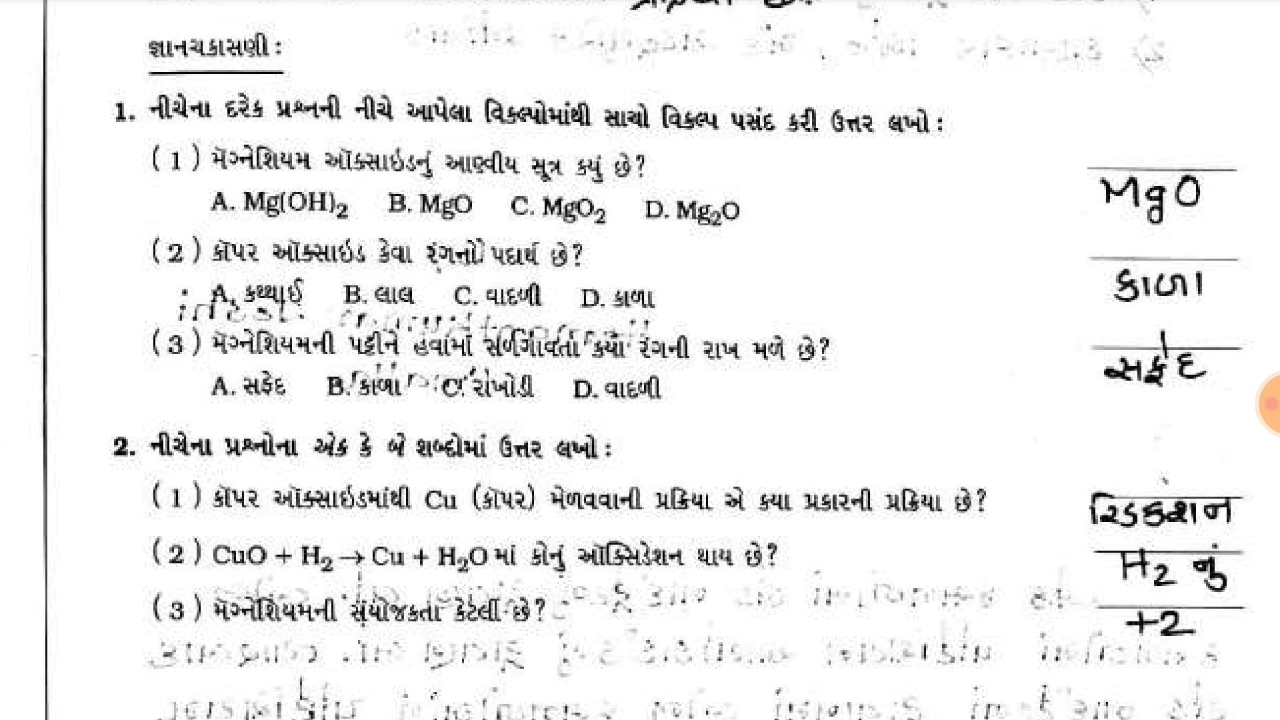 જ્ઞાનચકાસણી :
1. નીચેના દરેક પ્રશ્નની નીચે આપેલા વિકલ્પોમાંથી સાચો વિકલ્પ પસંદ કરી ઉત્તર લખો :
( 1 ) મૅગ્નેશિયમ ઑક્સાઇડનું આણ્વીય સૂત્ર કયું છે?
MgO
A. Mg(OH)₂ B. MgO C. MgO₂ D. Mg₂O
( 2 ) કૉપર ઑક્સાઇડ કેવા રંગનો પદાર્થ છે?
કાળા
A. કથ્થાઈ B. લાલ C. વાદળી D. કાળા
( 3 ) મૅગ્નેશિયમની પટ્ટીને હવામાં સળગાવતાં કયા રંગની રાખ મળે છે?
સફેદ
A. સફેદ B. કાળા C. રાખોડી D. વાદળી
2. નીચેના પ્રશ્નોના એક કે બે શબ્દોમાં ઉત્તર લખો :
( 1 ) કૉપર ઑક્સાઇડમાંથી Cu (કૉપર) મેળવવાની પ્રક્રિયા એ કયા પ્રકારની પ્રક્રિયા છે?
રિડક્શન
( 2 ) CuO + H₂ → Cu + H₂O માં કોનું ઑક્સિડેશન થાય છે?
H₂ નું
( 3 ) મૅગ્નેશિયમની સંયોજકતા કેટલી છે?
+2